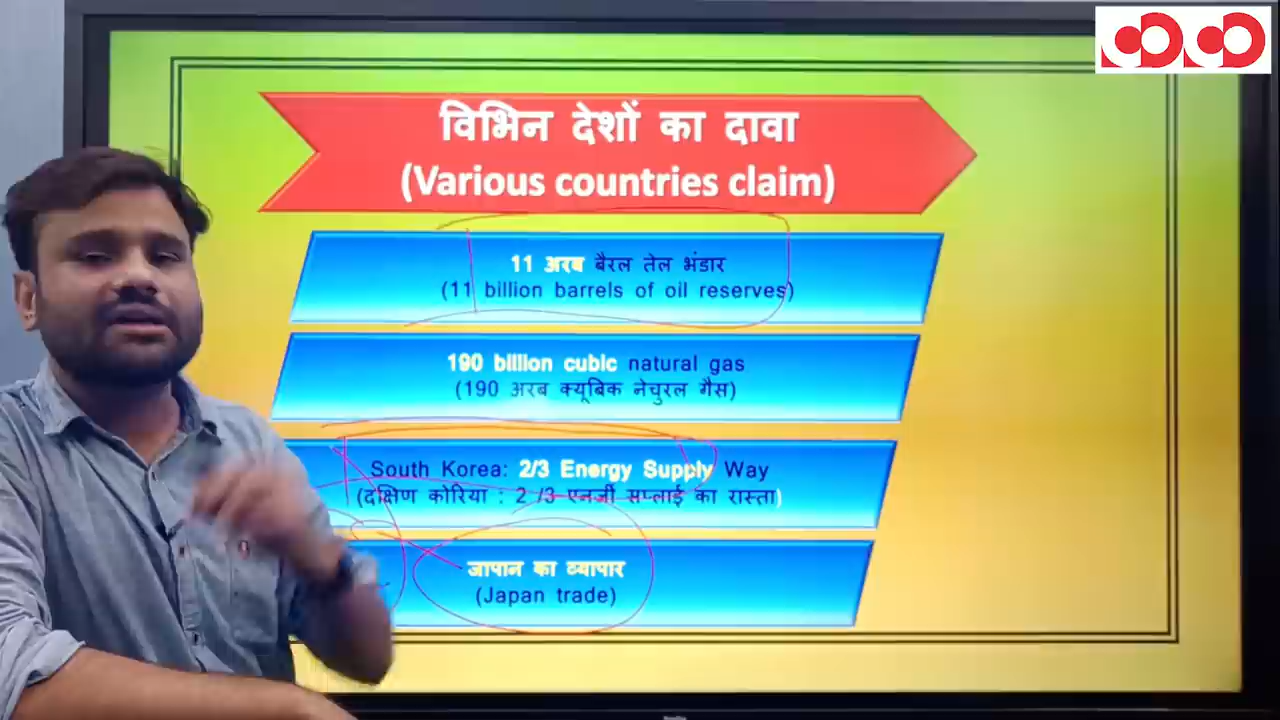 विभिन देशों का दावा
(Various countries claim)
11 अरब बैरल तेल भंडार
(11 billion barrels of oil reserves)
190 billion cubic natural gas
(190 अरब क्यूबिक नेचुरल गैस)
South Korea: 2/3 Energy Supply Way
(दक्षिण कोरिया : 2 /3 एनर्जी सप्लाई का रास्ता)
जापान का व्यापार
(Japan trade)